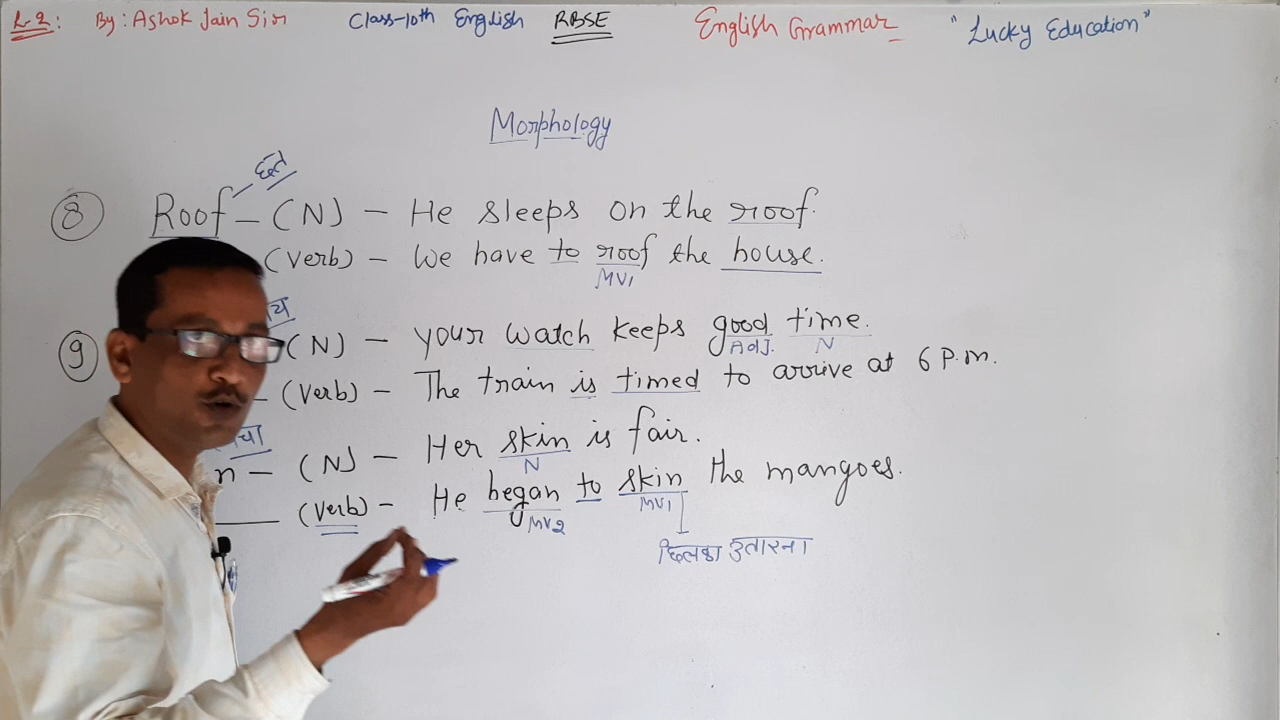 L-2: By: Ashok Jain Sir Class-10th English RBSE English Grammar "Lucky Education"
Morphology
छत
8 Roof - (N) - He sleeps on the roof.
(Verb) - We have to roof the house.
MV1
9 (N) - your watch keeps good time.
Adj. N
- (Verb) - The train is timed to arrive at 6 P.m.
n - (N) - Her skin is fair.
N
(Verb) - He began to skin the mangoes.
MV2 MV1
छिलका उतारना